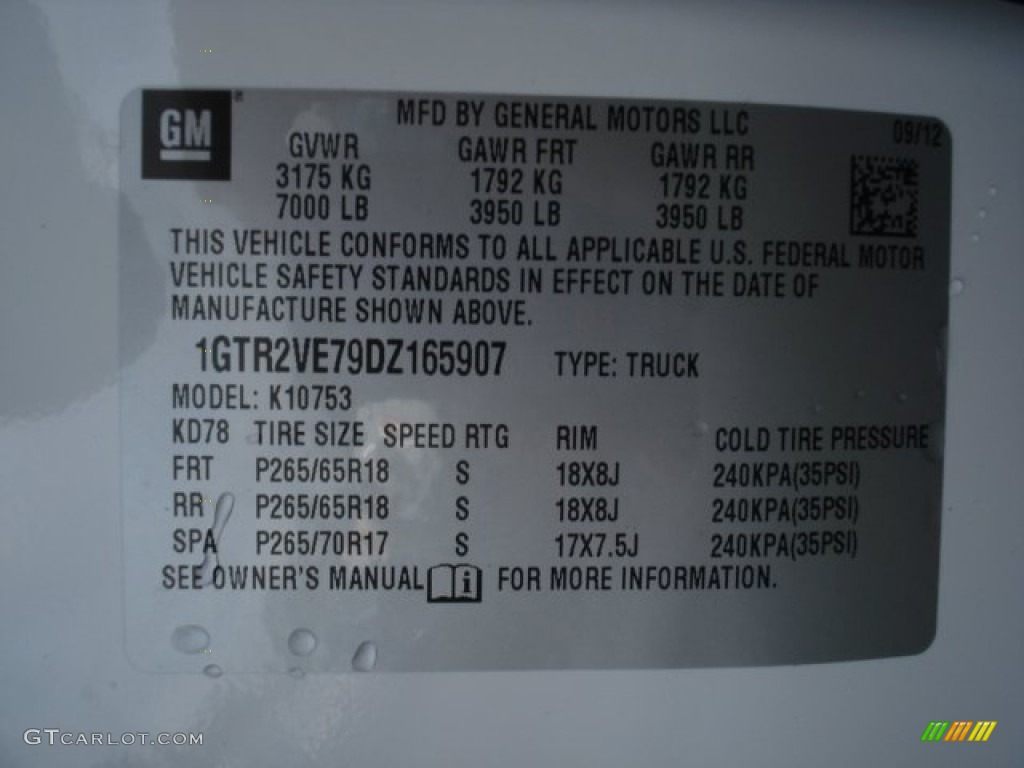 GM
MFD BY GENERAL MOTORS LLC
09/12
GVWR GAWR FRT GAWR RR
3175 KG 1792 KG 1792 KG
7000 LB 3950 LB 3950 LB
THIS VEHICLE CONFORMS TO ALL APPLICABLE U.S. FEDERAL MOTOR
VEHICLE SAFETY STANDARDS IN EFFECT ON THE DATE OF
MANUFACTURE SHOWN ABOVE.
1GTR2VE79DZ165907 TYPE: TRUCK
MODEL: K10753
KD78 TIRE SIZE SPEED RTG RIM COLD TIRE PRESSURE
FRT P265/65R18 S 18X8J 240KPA(35PSI)
RR P265/65R18 S 18X8J 240KPA(35PSI)
SPA P265/70R17 S 17X7.5J 240KPA(35PSI)
SEE OWNER'S MANUAL i FOR MORE INFORMATION.
GTCARLOT.COM